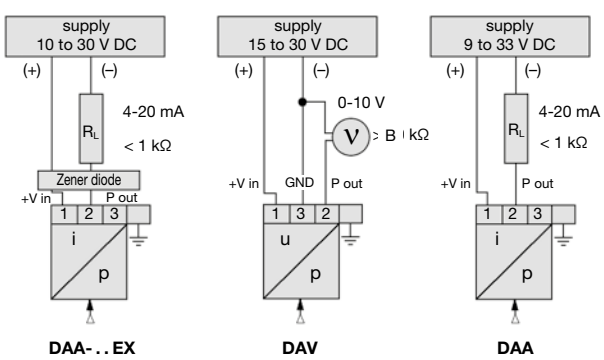 supply
10 to 30 V DC
(+)
(–)
4-20 mA
R_L
< 1 kΩ
Zener diode
+V in
P out
1 2 3
i
p
DAA- . . EX
supply
15 to 30 V DC
(+)
(–)
0-10 V
V
> B kΩ
+V in
GND
P out
1 3 2
u
p
DAV
supply
9 to 33 V DC
(+)
(–)
4-20 mA
R_L
< 1 kΩ
+V in
P out
1 2 3
i
p
DAA